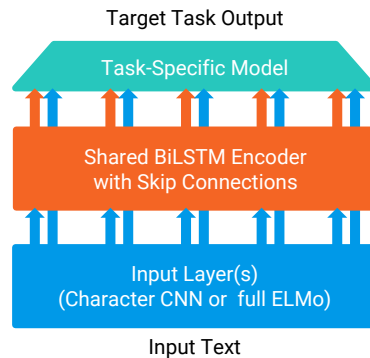 Target Task Output
Task-Specific Model
Shared BiLSTM Encoder
with Skip Connections
Input Layer(s)
(Character CNN or full ELMo)
Input Text